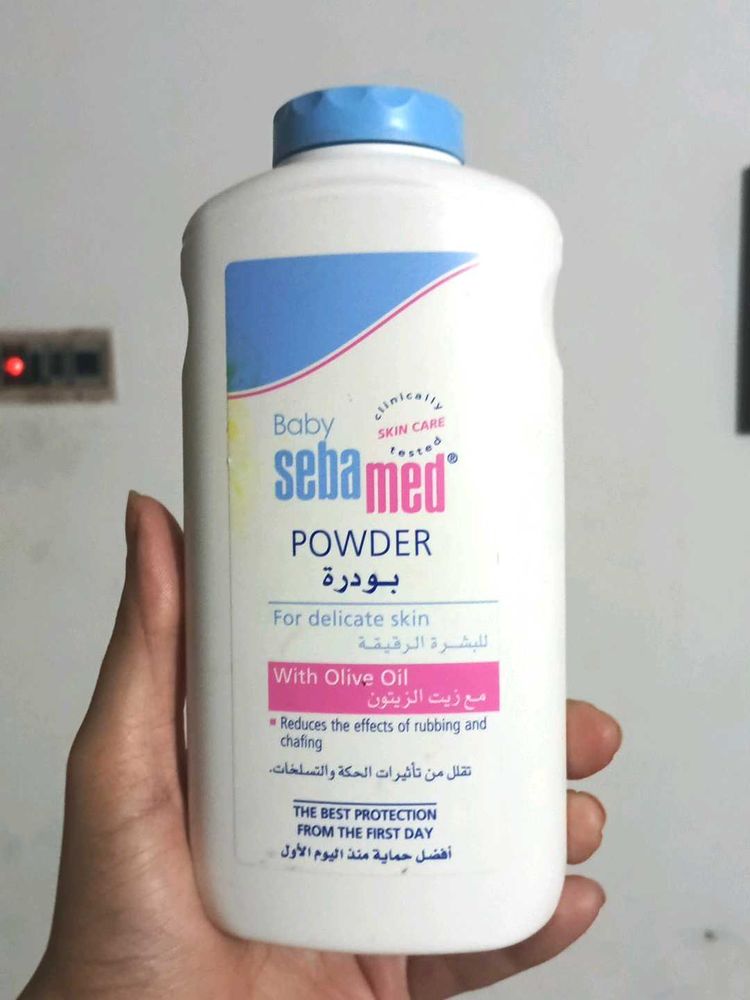 Baby
clinically
SKIN CARE
tested
sebamed®
POWDER
بودرة
For delicate skin
للبشرة الرقيقة
With Olive Oil
مع زيت الزيتون
Reduces the effects of rubbing and
chafing
تقلل من تأثيرات الحكة والتسلخات.
THE BEST PROTECTION
FROM THE FIRST DAY
أفضل حماية منذ اليوم الأول